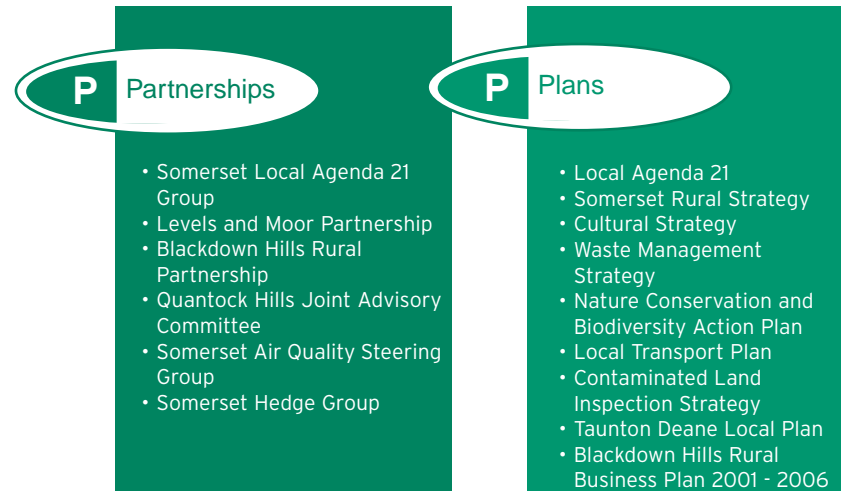 P Partnerships
• Somerset Local Agenda 21
Group
• Levels and Moor Partnership
• Blackdown Hills Rural
Partnership
• Quantock Hills Joint Advisory
Committee
• Somerset Air Quality Steering
Group
• Somerset Hedge Group
P Plans
• Local Agenda 21
• Somerset Rural Strategy
• Cultural Strategy
• Waste Management
Strategy
• Nature Conservation and
Biodiversity Action Plan
• Local Transport Plan
• Contaminated Land
Inspection Strategy
• Taunton Deane Local Plan
• Blackdown Hills Rural
Business Plan 2001 - 2006